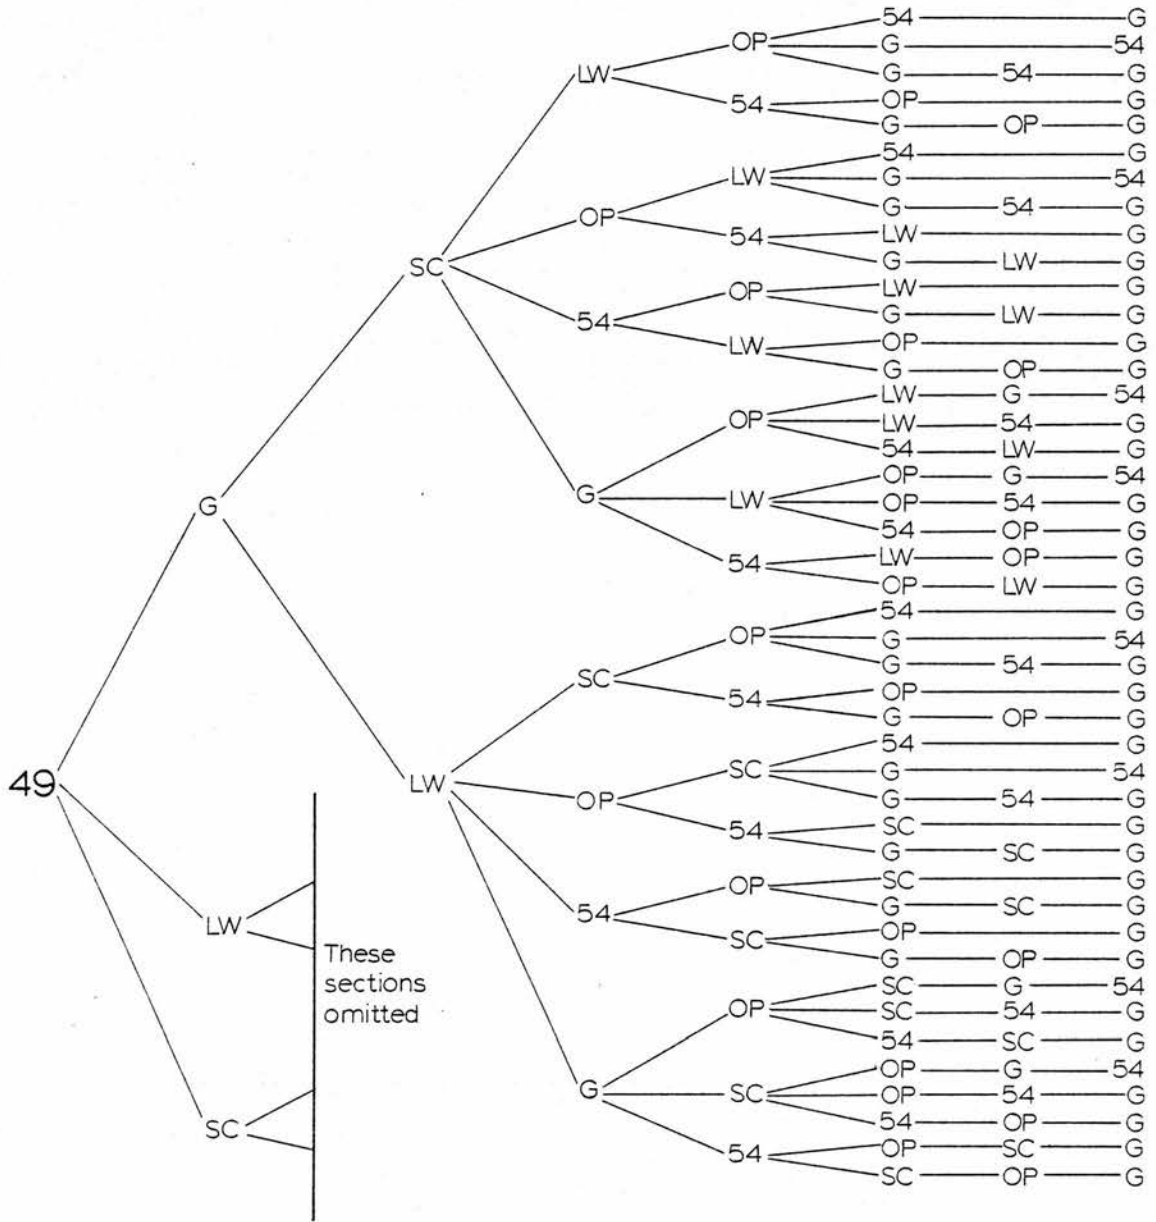 54 G
OP G 54
LW G 54 G
54 OP G
G OP G
54 G
LW G 54
G 54 G
OP
54 LW G
SC G LW G
OP LW G
54 G LW G
LW OP G
G OP G
LW G 54
OP LW 54 G
54 LW G
OP G 54
G G LW OP 54 G
54 OP G
54 LW OP G
OP LW G
54 G
OP G 54
G 54 G
SC
54 OP G
G OP G
54 G
SC G 54
49 LW
OP G 54 G
54 SC G
G SC G
OP SC G
54 G SC G
LW SC OP G
These G OP G
sections SC G 54
omitted OP SC 54 G
54 SC G
OP G 54
G SC OP 54 G
54 OP G
SC
54 OP SC G
SC OP G